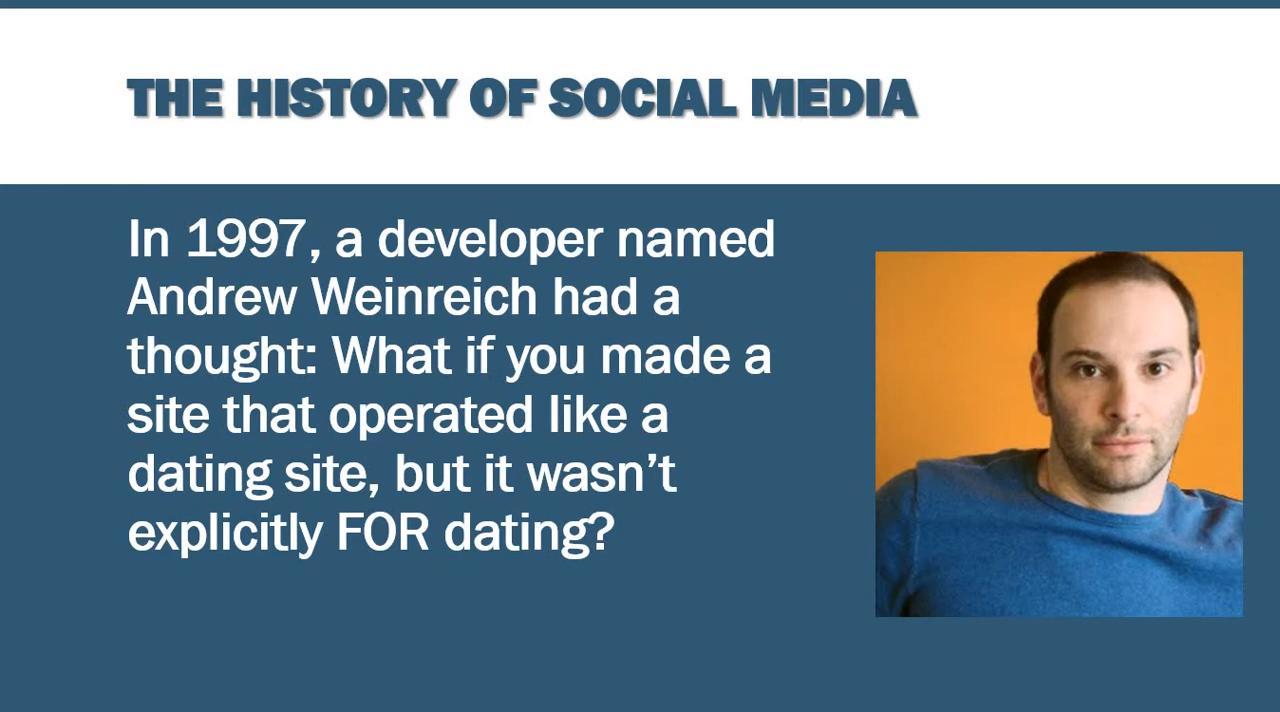 THE HISTORY OF SOCIAL MEDIA
In 1997, a developer named
Andrew Weinreich had a
thought: What if you made a
site that operated like a
dating site, but it wasn’t
explicitly FOR dating?